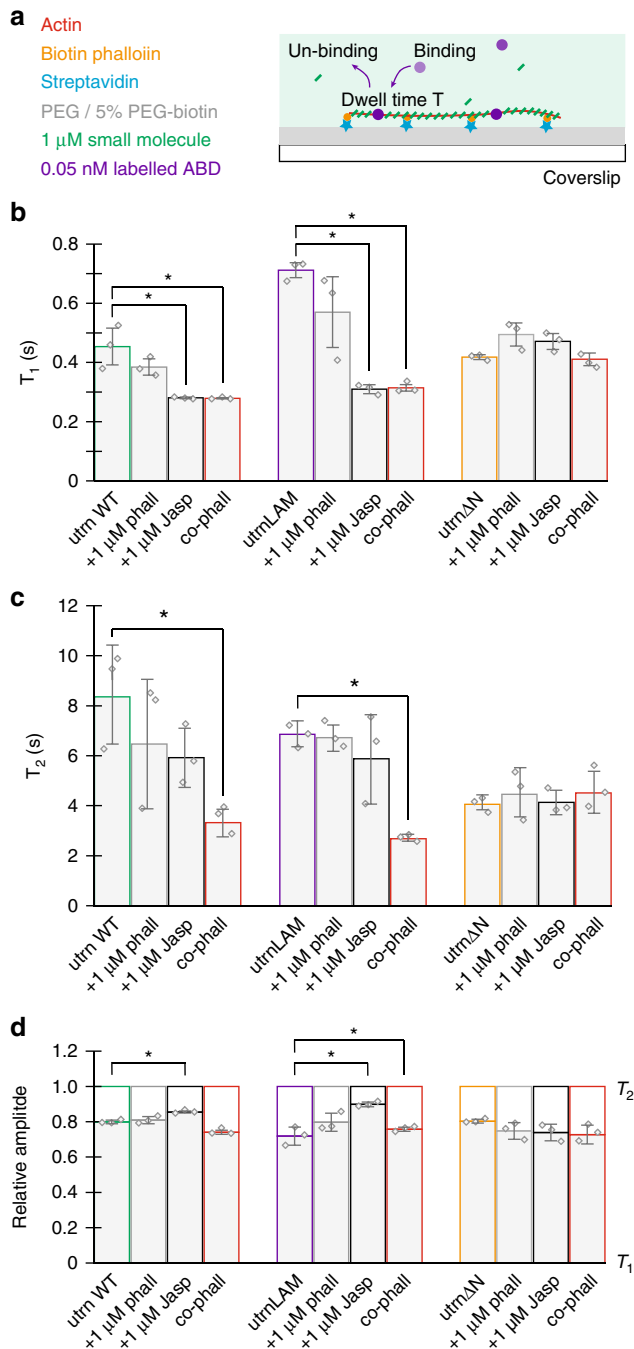 a
Actin
Biotin phalloiin
Streptavidin
PEG / 5% PEG-biotin
1 μM small molecule
0.05 nM labelled ABD
Un-binding
Binding
Dwell time T
Coverslip
b
T1 (s)
0.8
0.6
0.4
0.2
0
*
*
*
*
utrn WT
+1 μM phall
+1 μM Jasp
co-phall
utrnLAM
+1 μM phall
+1 μM Jasp
co-phall
utrnΔN
+1 μM phall
+1 μM Jasp
co-phall
c
T2 (s)
12
10
8
6
4
2
0
*
*
utrn WT
+1 μM phall
+1 μM Jasp
co-phall
utrnLAM
+1 μM phall
+1 μM Jasp
co-phall
utrnΔN
+1 μM phall
+1 μM Jasp
co-phall
d
Relative amplitde
1.2
1.0
0.8
0.6
0.4
0.2
0
*
*
*
T2
T1
utrn WT
+1 μM phall
+1 μM Jasp
co-phall
utrnLAM
+1 μM phall
+1 μM Jasp
co-phall
utrnΔN
+1 μM phall
+1 μM Jasp
co-phall